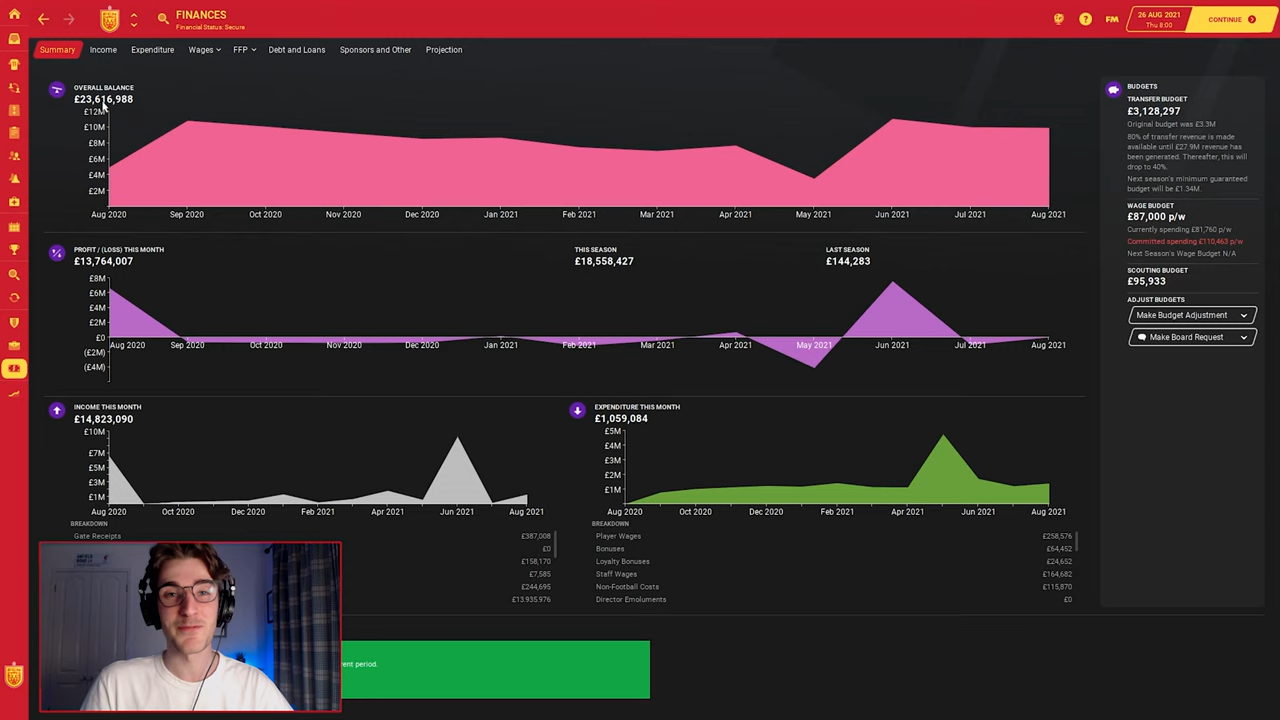 FINANCES
Financial Status: Secure
FM
26 AUG 2021
Thu 8:00
CONTINUE
Summary
Income
Expenditure
Wages
FFP
Debt and Loans
Sponsors and Other
Projection
OVERALL BALANCE
£23,616,988
£12M
£10M
£8M
£6M
£4M
£2M
Aug 2020 Sep 2020 Oct 2020 Nov 2020 Dec 2020 Jan 2021 Feb 2021 Mar 2021 Apr 2021 May 2021 Jun 2021 Jul 2021 Aug 2021
PROFIT / (LOSS) THIS MONTH
£13,764,007
THIS SEASON
£18,558,427
LAST SEASON
£144,283
£8M
£6M
£4M
£2M
£0
(£2M)
(£4M)
Aug 2020 Sep 2020 Oct 2020 Nov 2020 Dec 2020 Jan 2021 Feb 2021 Mar 2021 Apr 2021 May 2021 Jun 2021 Jul 2021 Aug 2021
INCOME THIS MONTH
£14,823,090
£10M
£7M
£5M
£3M
£1M
Aug 2020 Oct 2020 Dec 2020 Feb 2021 Apr 2021 Jun 2021 Aug 2021
BREAKDOWN
Gate Receipts £387,008
£0
£158,170
£7,585
£244,695
£13,935,976
EXPENDITURE THIS MONTH
£1,059,084
£5M
£4M
£3M
£2M
£1M
Aug 2020 Oct 2020 Dec 2020 Feb 2021 Apr 2021 Jun 2021 Aug 2021
BREAKDOWN
Player Wages £258,576
Bonuses £64,452
Loyalty Bonuses £24,652
Staff Wages £164,682
Non-Football Costs £115,870
Director Emoluments £0
ent period.
BUDGETS
TRANSFER BUDGET
£3,128,297
Original budget was £3.3M
80% of transfer revenue is made
available until £27.9M revenue has
been generated. Thereafter, this will
drop to 40%.
Next season's minimum guaranteed
budget will be £1.34M.
WAGE BUDGET
£87,000 p/w
Currently spending £81,760 p/w
Committed spending £110,463 p/w
Next Season's Wage Budget N/A
SCOUTING BUDGET
£95,933
ADJUST BUDGETS
Make Budget Adjustment
Make Board Request